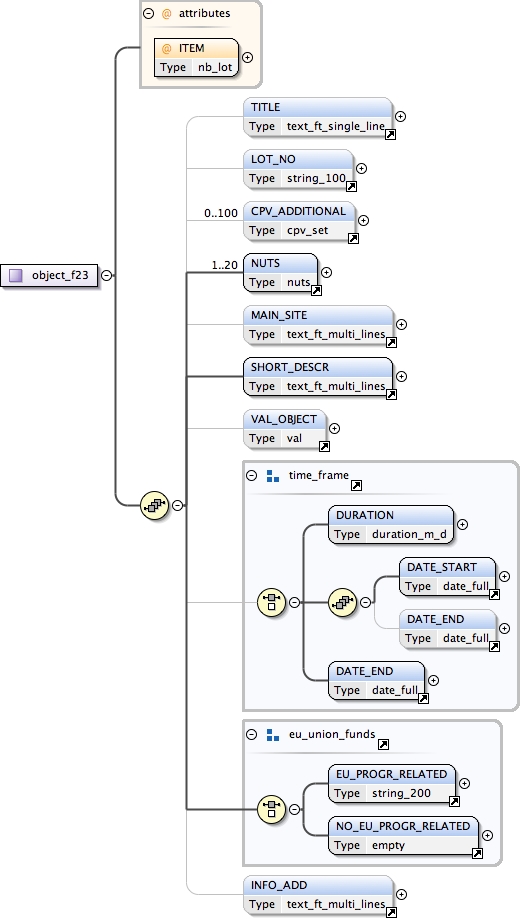 attributes
@ ITEM
Type nb_lot
TITLE
Type text_ft_single_line
LOT_NO
Type string_100
0..100 CPV_ADDITIONAL
Type cpv_set
1..20 NUTS
object_f23
Type nuts
MAIN_SITE
Type text_ft_multi_lines
SHORT_DESCR
Type text_ft_multi_lines
VAL_OBJECT
Type val
time_frame
DURATION
Type duration_m_d
DATE_START
Type date_full
DATE_END
Type date_full
DATE_END
Type date_full
eu_union_funds
EU_PROGR_RELATED
Type string_200
NO_EU_PROGR_RELATED
Type empty
INFO_ADD
Type text_ft_multi_lines